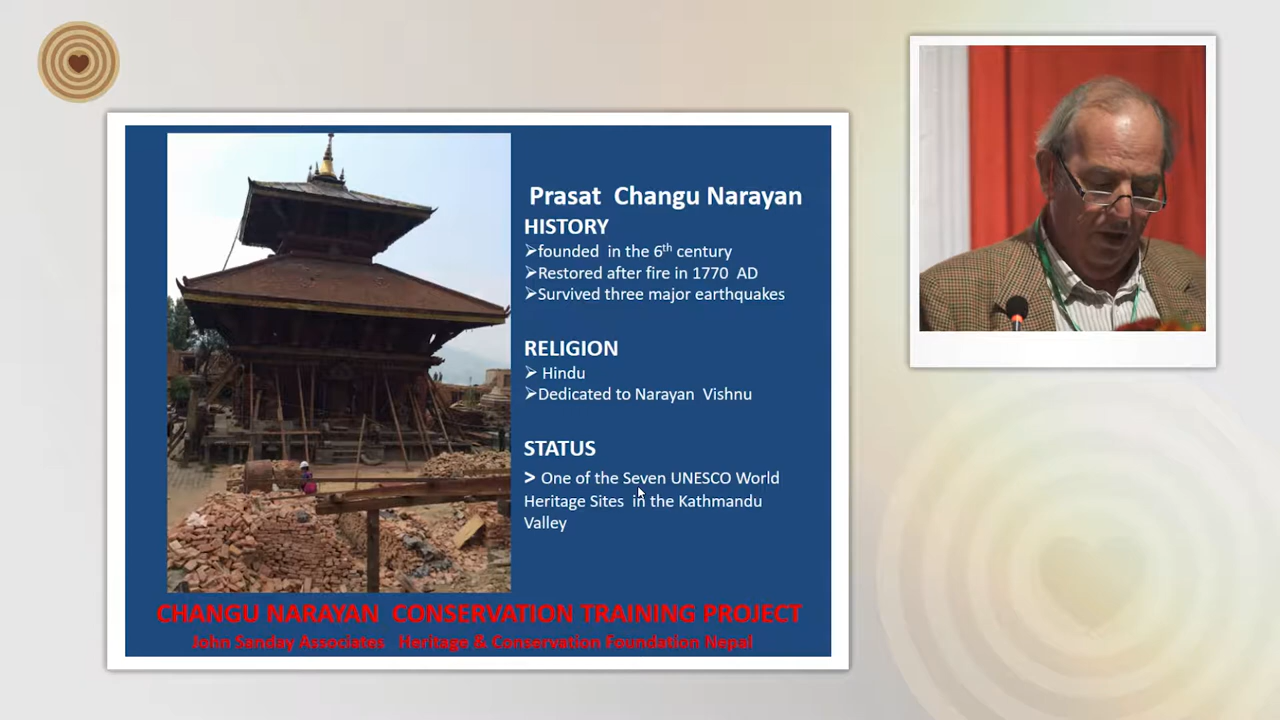 Prasat Changu Narayan
HISTORY
➢founded in the 6th century
➢Restored after fire in 1770 AD
➢Survived three major earthquakes
RELIGION
➢ Hindu
➢Dedicated to Narayan Vishnu
STATUS
> One of the Seven UNESCO World
Heritage Sites in the Kathmandu
Valley
CHANGU NARAYAN CONSERVATION TRAINING PROJECT
John Sanday Associates Heritage & Conservation Foundation Nepal